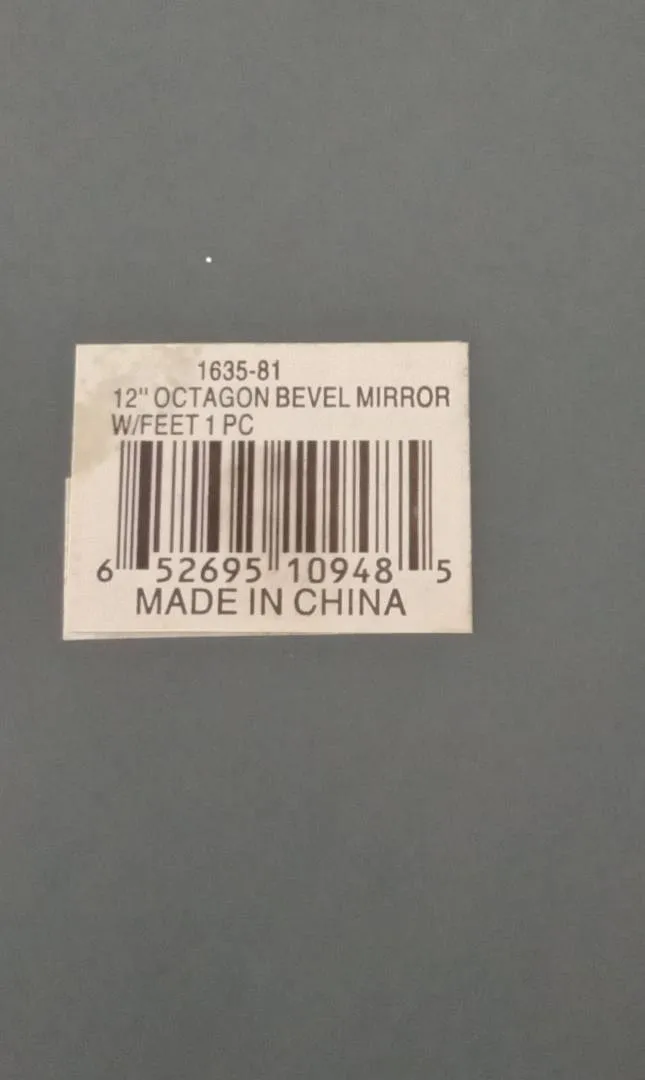 1635-81
12" OCTAGON BEVEL MIRROR
W/FEET 1 PC
6 52695 10948 5
MADE IN CHINA